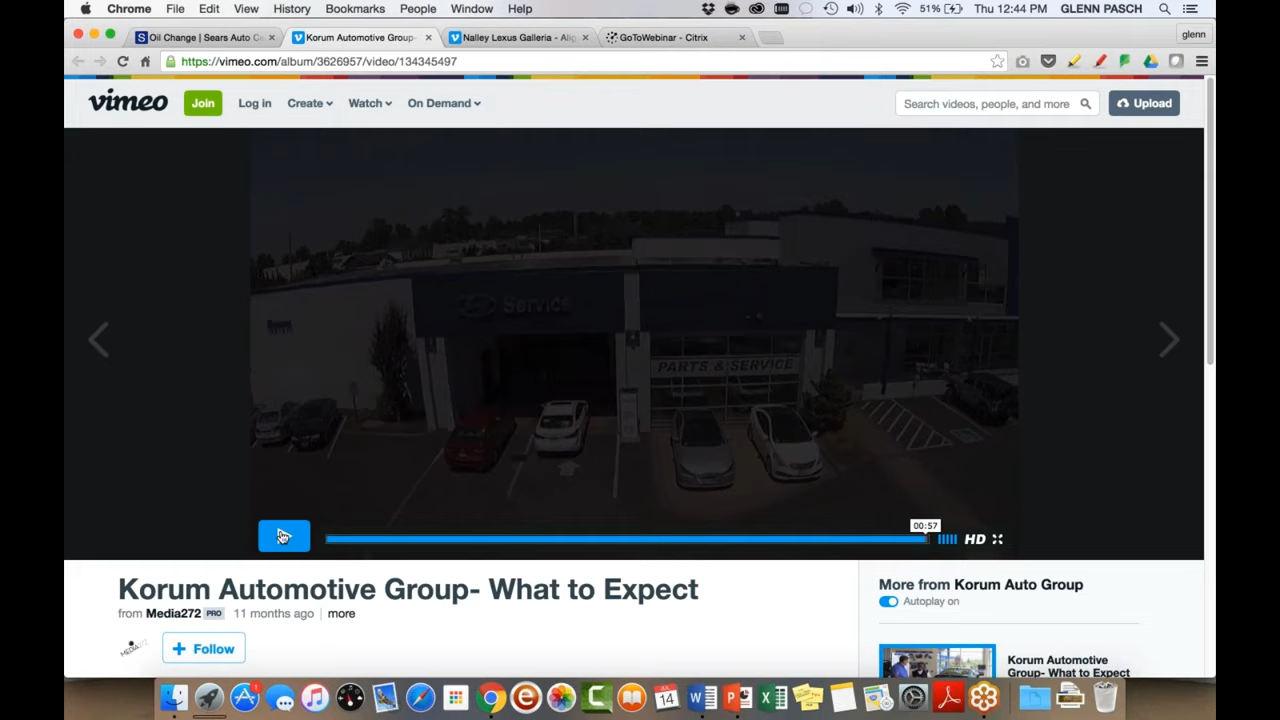 Chrome File Edit View History Bookmarks People Window Help 51% Thu 12:44 PM GLENN PASCH
Oil Change | Sears Auto C Korum Automotive Group- Nalley Lexus Galleria - Alig GoToWebinar - Citrix glenn
https://vimeo.com/album/3626957/video/134345497
vimeo Join Log in Create Watch On Demand Search videos, people, and more Upload
Service
PARTS & SERVICE
00:57
HD
Korum Automotive Group- What to Expect
from Media272 PRO 11 months ago more
MEDIA272
+ Follow
More from Korum Auto Group
Autoplay on
Korum Automotive
Group- What to Expect
1
JUL
14